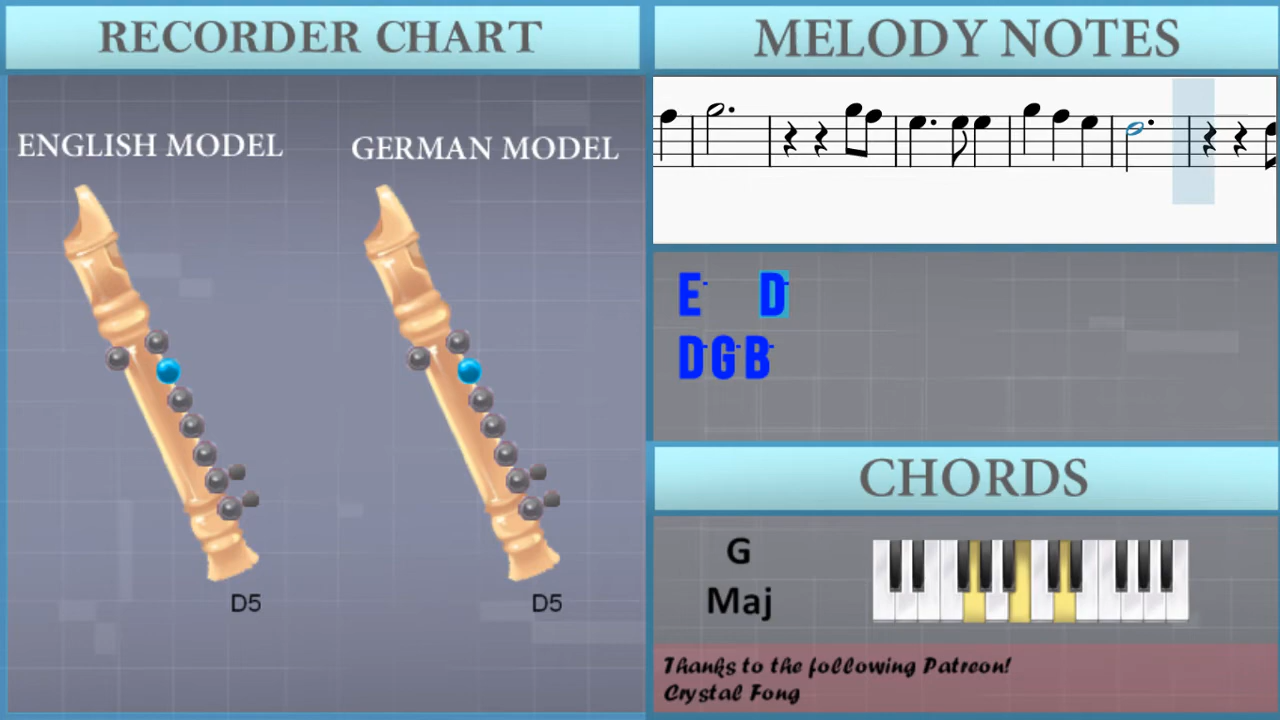 RECORDER CHART
ENGLISH MODEL
GERMAN MODEL
D5
D5
MELODY NOTES
E D
D G B
CHORDS
G
Maj
Thanks to the following Patreon!
Crystal Fong